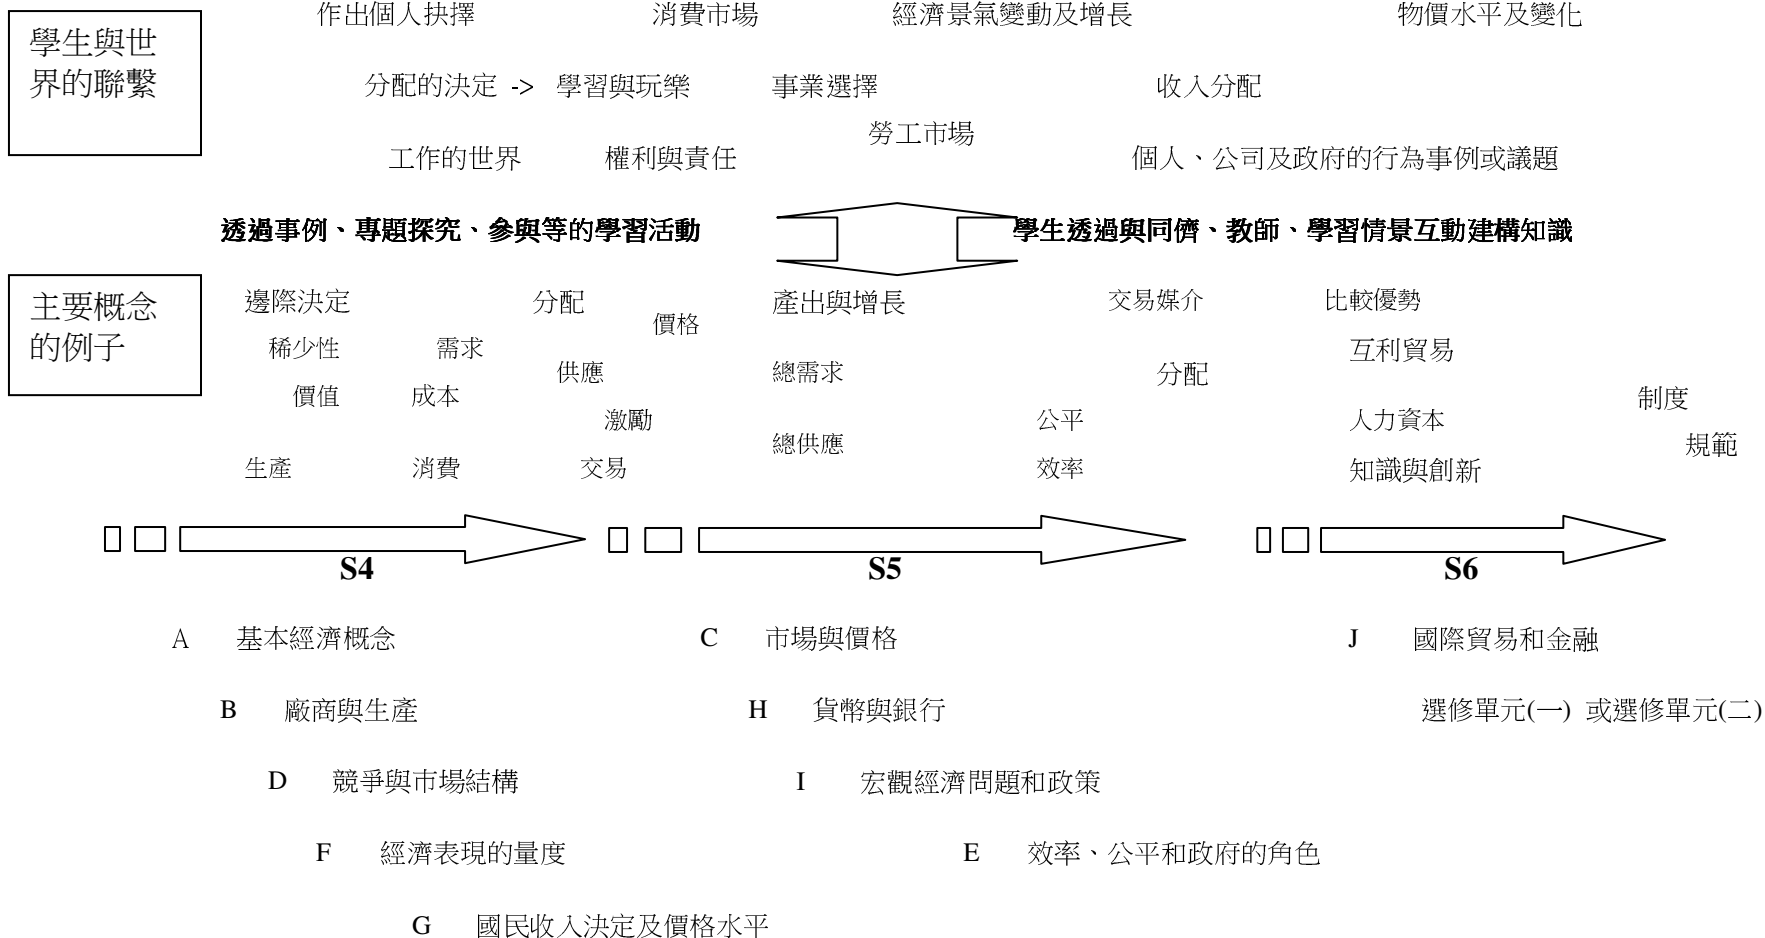 作出個人抉擇 消費市場 經濟景氣變動及增長 物價水平及變化
學生與世
界的聯繫
分配的決定 -> 學習與玩樂 事業選擇 收入分配
勞工市場
工作的世界 權利與責任 個人、公司及政府的行為事例或議題
透過事例、專題探究、參與等的學習活動 學生透過與同儕、教師、學習情景互動建構知識
主要概念
的例子
邊際決定 分配 產出與增長 交易媒介 比較優勢
價格
稀少性 需求 互利貿易
供應 總需求 分配
價值 成本 制度
激勵 公平 人力資本
總供應 規範
生產 消費 交易 效率 知識與創新
S4 S5 S6
A 基本經濟概念 C 市場與價格 J 國際貿易和金融
B 廠商與生產 H 貨幣與銀行 選修單元(一) 或選修單元(二)
D 競爭與市場結構 I 宏觀經濟問題和政策
F 經濟表現的量度 E 效率、公平和政府的角色
G 國民收入決定及價格水平